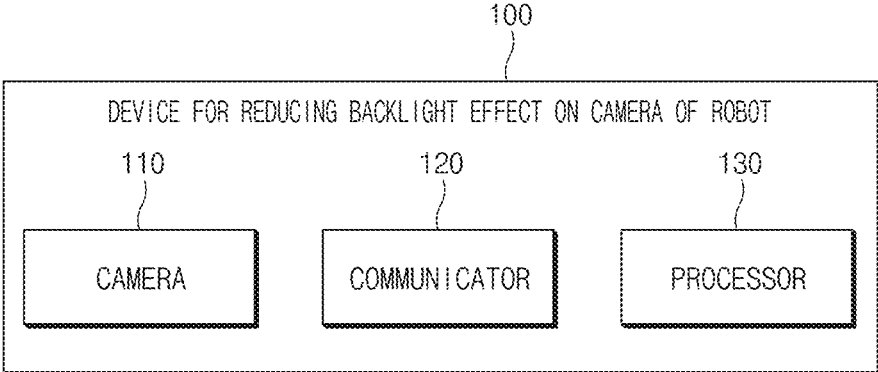 100
DEVICE FOR REDUCING BACKLIGHT EFFECT ON CAMERA OF ROBOT
110 120 130
CAMERA COMMUNICATOR PROCESSOR